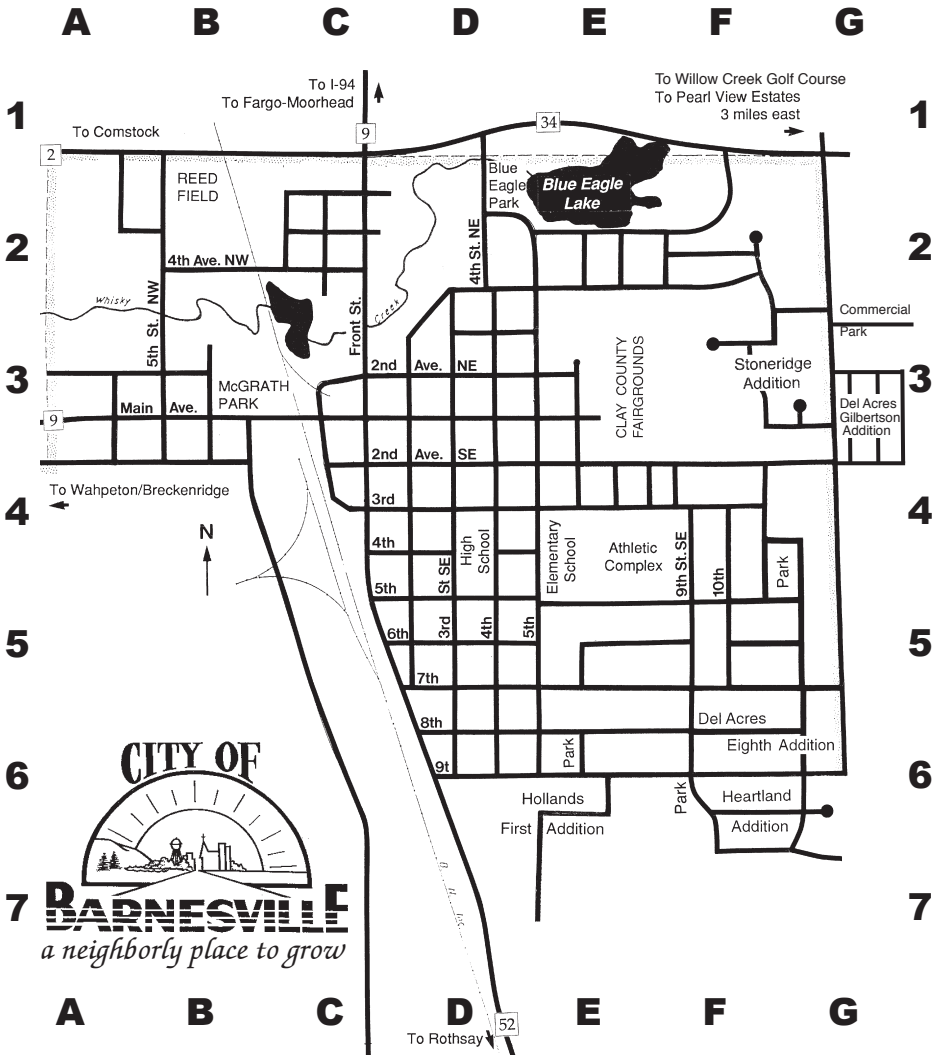 A B C D E F G
To I-94
To Fargo-Moorhead
To Willow Creek Golf Course
To Pearl View Estates
3 miles east
1
1
To Comstock
9
34
2
REED
FIELD
Blue
Eagle
Park
Blue Eagle
Lake
2
2
4th Ave. NW
4th St. NE
5th St. NW
Whisky
Creek
Front St.
Commercial
Park
3
3
2nd Ave. NE
CLAY COUNTY
FAIRGROUNDS
Stoneridge
Addition
McGRATH
PARK
Main Ave.
9
Del Acres
Gilbertson
Addition
2nd Ave. SE
To Wahpeton/Breckenridge
3rd
4
4
N
4th
High
School
Elementary
School
Athletic
Complex
9th St. SE
10th
Park
5th
St SE
5
5
6th
3rd
4th
5th
7th
8th
Del Acres
Eighth Addition
9t
Park
6
6
CITY OF
Hollands
First Addition
Park
Heartland
Addition
7
7
BARNESVILLE
a neighborly place to grow
A B C D E F G
52
To Rothsay